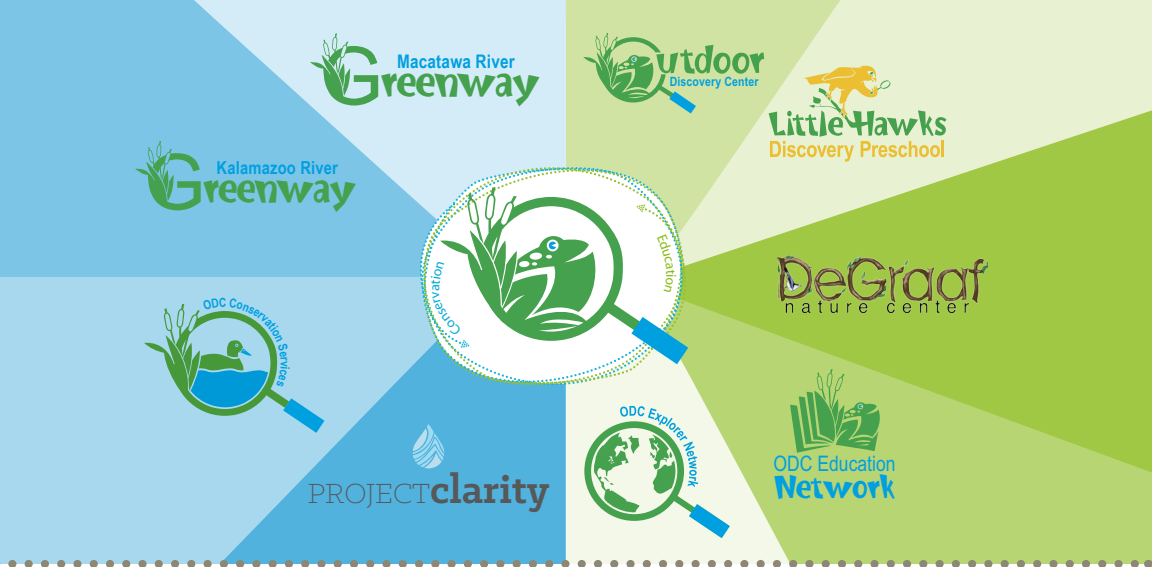 Macatawa River
Greenway
Outdoor
Discovery Center
Little Hawks
Discovery Preschool
Kalamazoo River
Greenway
Education
Conservation
DeGraaf
nature center
ODC Conservation Services
ODC Explorer Network
ODC Education
Network
PROJECTclarity